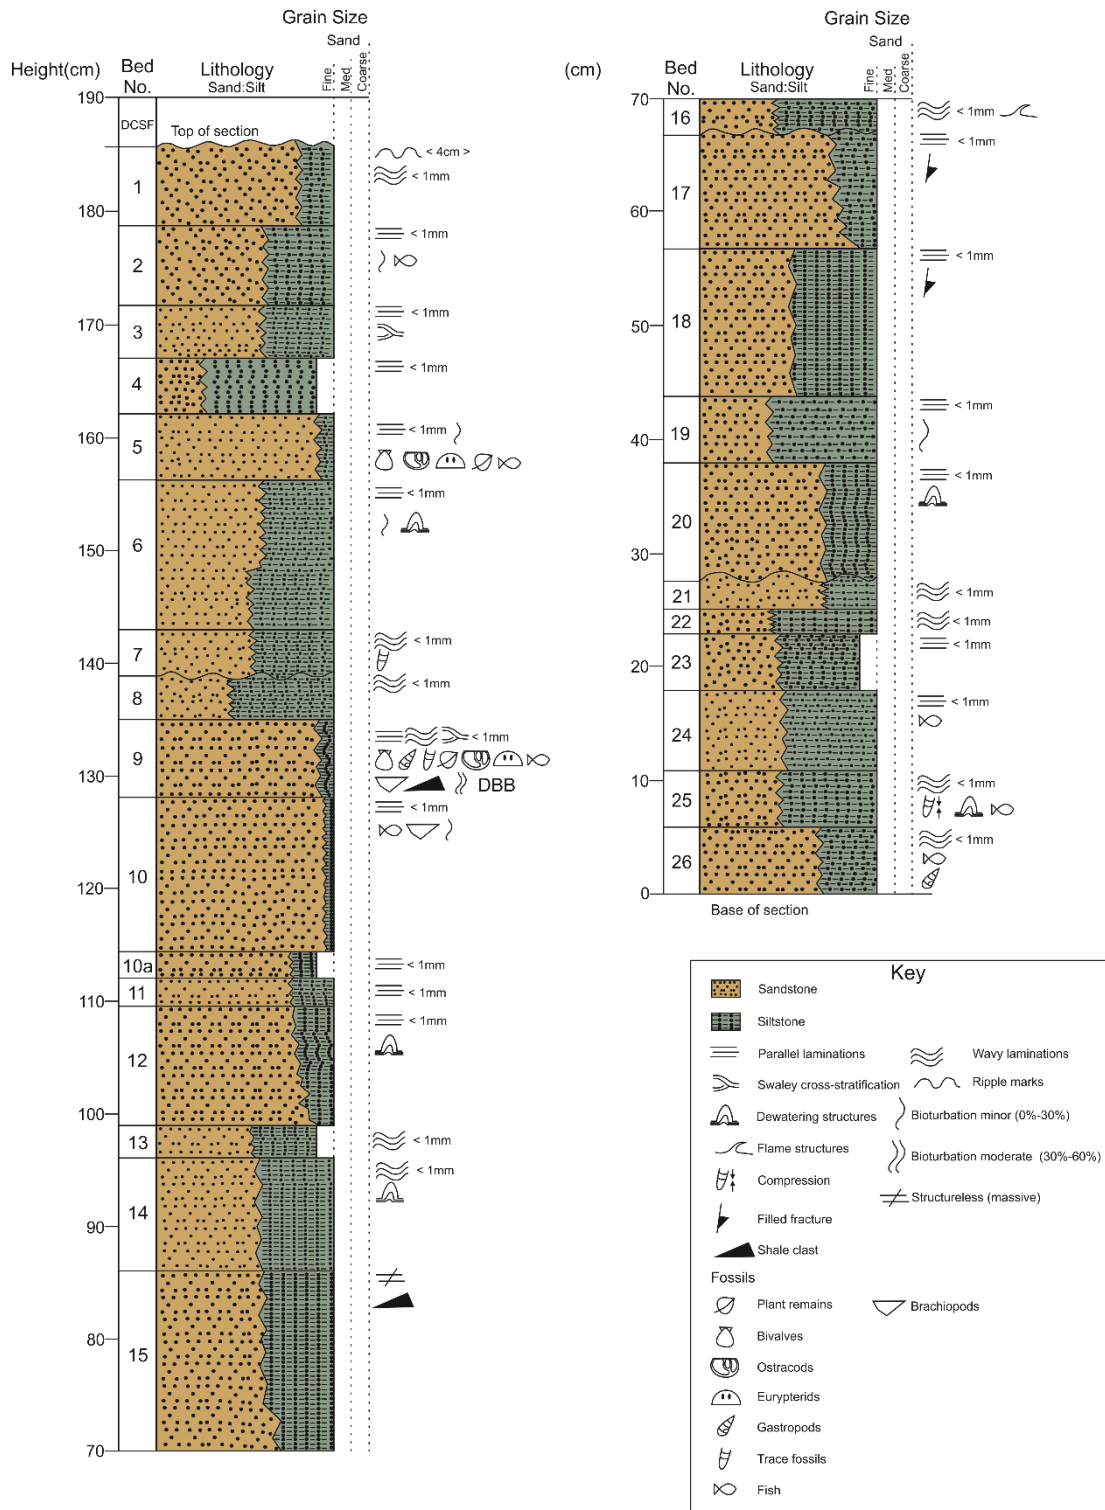 Grain Size
Sand
Height(cm)
Bed No.
Lithology
Sand:Silt
Fine
Med
Coarse
190
DCSF
Top of section
< 4cm >
1
< 1mm
180
< 1mm
2
170
3
< 1mm
4
< 1mm
160
5
< 1mm
< 1mm
150
6
140
7
< 1mm
8
< 1mm
130
9
< 1mm
DBB
< 1mm
120
10
10a
< 1mm
110
11
< 1mm
< 1mm
12
100
13
< 1mm
< 1mm
14
90
80
15
70
Grain Size
Sand
(cm)
Bed No.
Lithology
Sand:Silt
Fine
Med
Coarse
70
16
< 1mm
< 1mm
17
60
< 1mm
18
50
< 1mm
40
19
< 1mm
20
30
21
< 1mm
22
< 1mm
20
23
< 1mm
< 1mm
24
10
25
< 1mm
< 1mm
26
0
Base of section
Key
Sandstone
Siltstone
Parallel laminations
Wavy laminations
Swaley cross-stratification
Ripple marks
Dewatering structures
Bioturbation minor (0%-30%)
Flame structures
Bioturbation moderate (30%-60%)
Compression
Structureless (massive)
Filled fracture
Shale clast
Fossils
Plant remains
Brachiopods
Bivalves
Ostracods
Eurypterids
Gastropods
Trace fossils
Fish